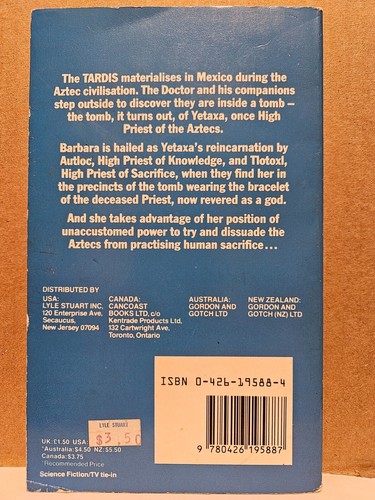 The TARDIS materialises in Mexico during the
Aztec civilisation. The Doctor and his companions
step outside to discover they are inside a tomb –
the tomb, it turns out, of Yetaxa, once High
Priest of the Aztecs.
Barbara is hailed as Yetaxa's reincarnation by
Autloc, High Priest of Knowledge, and Tlotoxl,
High Priest of Sacrifice, when they find her in
the precincts of the tomb wearing the bracelet
of the deceased Priest, now revered as a god.
And she takes advantage of her position of
unaccustomed power to try and dissuade the
Aztecs from practising human sacrifice...
DISTRIBUTED BY
USA:
LYLE STUART INC,
120 Enterprise Ave,
Secaucus,
New Jersey 07094
CANADA:
CANCOAST
BOOKS LTD, c/o
Kentrade Products Ltd,
132 Cartwright Ave,
Toronto, Ontario
AUSTRALIA:
GORDON AND
GOTCH LTD
NEW ZEALAND:
GORDON AND
GOTCH (NZ) LTD
ISBN 0-426-19588-4
9 780426 195887
LYLE STUART
$3.50
UK: £1.50 USA:
*Australia: $4.50 NZ: $5.50
Canada: $3.75
*Recommended Price
Science Fiction/TV tie-in